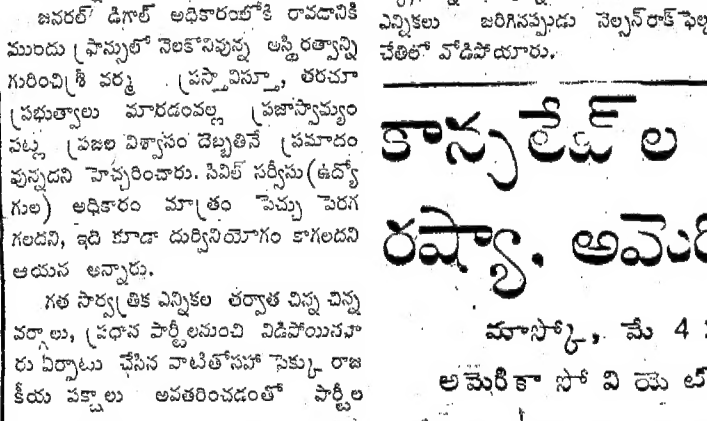 జనరల్ డిగాల్ అధికారంలోకి రావడానికి
ముందు ఫ్రాన్సులో నెలకొనివున్న అస్థిరత్వాన్ని
గురించి శ్రీ వర్మ ప్రస్తావిస్తూ, తరచూ
ప్రభుత్వాలు మారడంవల్ల ప్రజాస్వామ్యం
పట్ల ప్రజల విశ్వాసం దెబ్బతినే ప్రమాదం
వున్నదని హెచ్చరించారు. సివిల్ సర్వీసు (ఉద్యో
గుల) అధికారం మాత్రం పెచ్చు పెరగ
గలదని, ఇది కూడా దుర్వినియోగం కాగలదని
ఆయన అన్నారు.
గత సార్వత్రిక ఎన్నికల తర్వాత చిన్న చిన్న
వర్గాలు, ప్రధాన పార్టీలనుంచి విడిపోయినవా
రు ఏర్పాటు చేసిన వాటితోసహా పెక్కు రాజ
కీయ పక్షాలు అవతరించడంతో పార్టీల
ఎన్నికలు జరిగినప్పుడు నెల్సన్ రాక్ ఫెల్ల
చేతిలో వోడిపోయారు.
కాన్సలేట్ ల
రష్యా, అమెరి
మాస్కో, మే 4
అమెరికా సోవియెట్